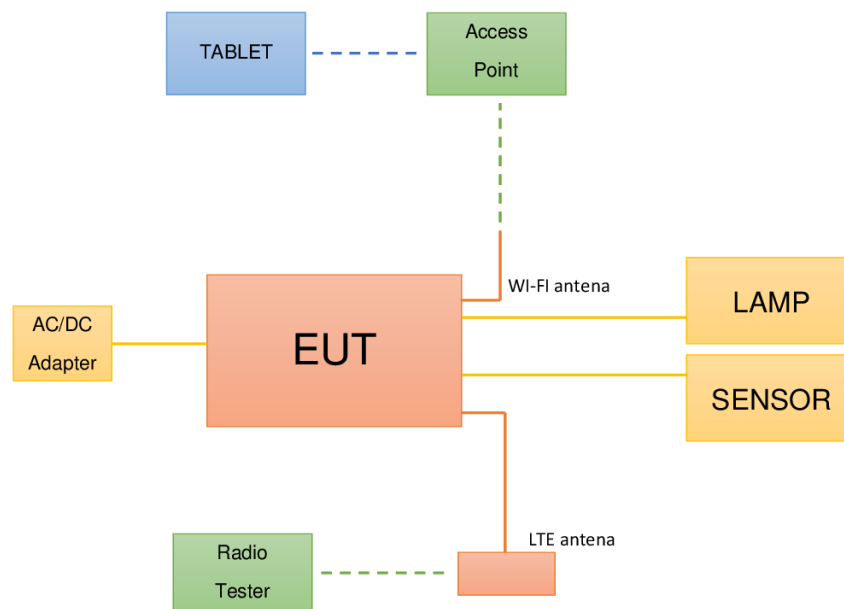 TABLET
Access
Point
WI-FI antena
LAMP
AC/DC
Adapter
EUT
SENSOR
LTE antena
Radio
Tester